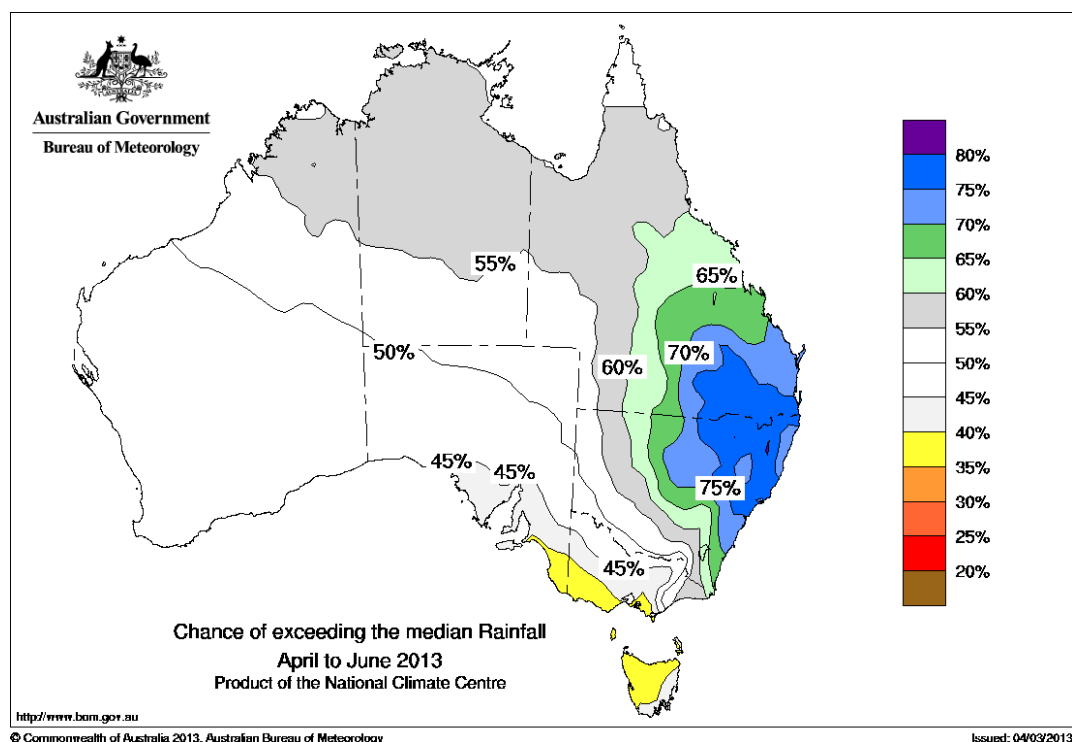 Australian Government
Bureau of Meteorology
80%
75%
70%
65%
60%
55%
50%
45%
40%
35%
30%
25%
20%
55%
65%
50%
60%
70%
45%
45%
75%
45%
Chance of exceeding the median Rainfall
April to June 2013
Product of the National Climate Centre
http://www.bom.gov.au
© Commonwealth of Australia 2013, Australian Bureau of Meteorology
Issued: 04/03/2013